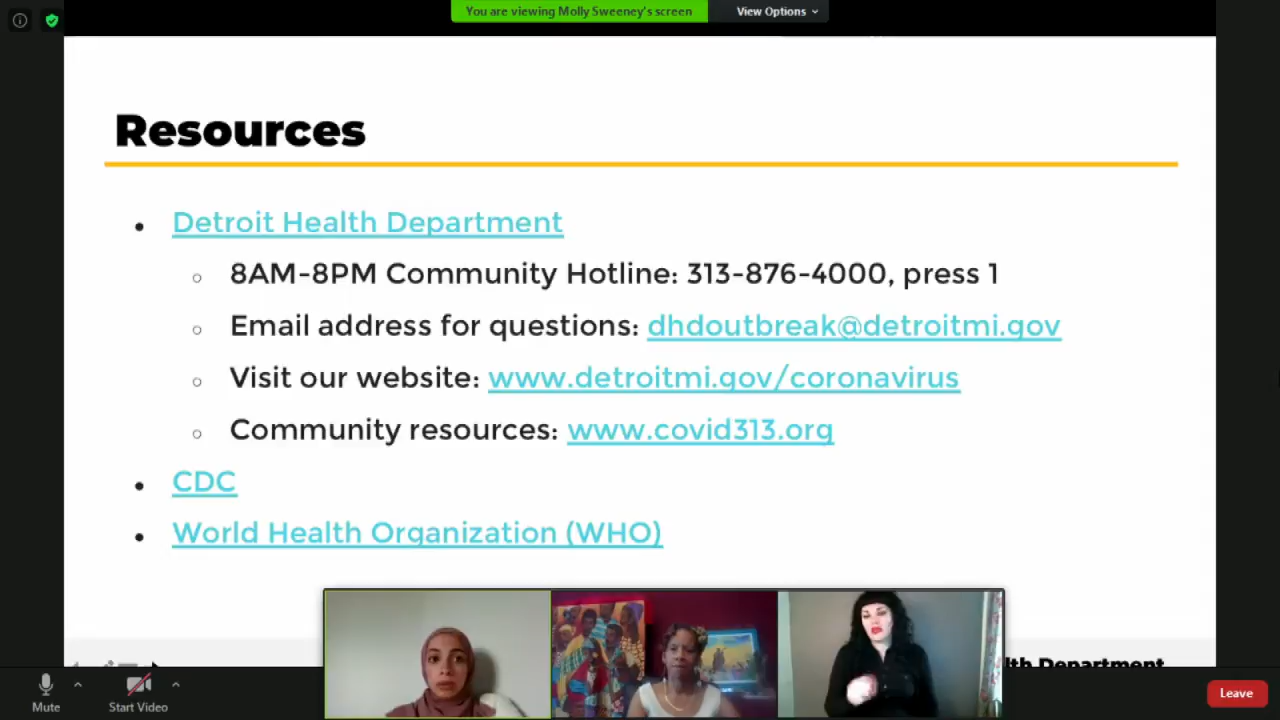 You are viewing Molly Sweeney's screen
View Options
Resources
Detroit Health Department
8AM-8PM Community Hotline: 313-876-4000, press 1
Email address for questions: dhdoutbreak@detroitmi.gov
Visit our website: www.detroitmi.gov/coronavirus
Community resources: www.covid313.org
CDC
World Health Organization (WHO)
Department
Mute
Start Video
Leave